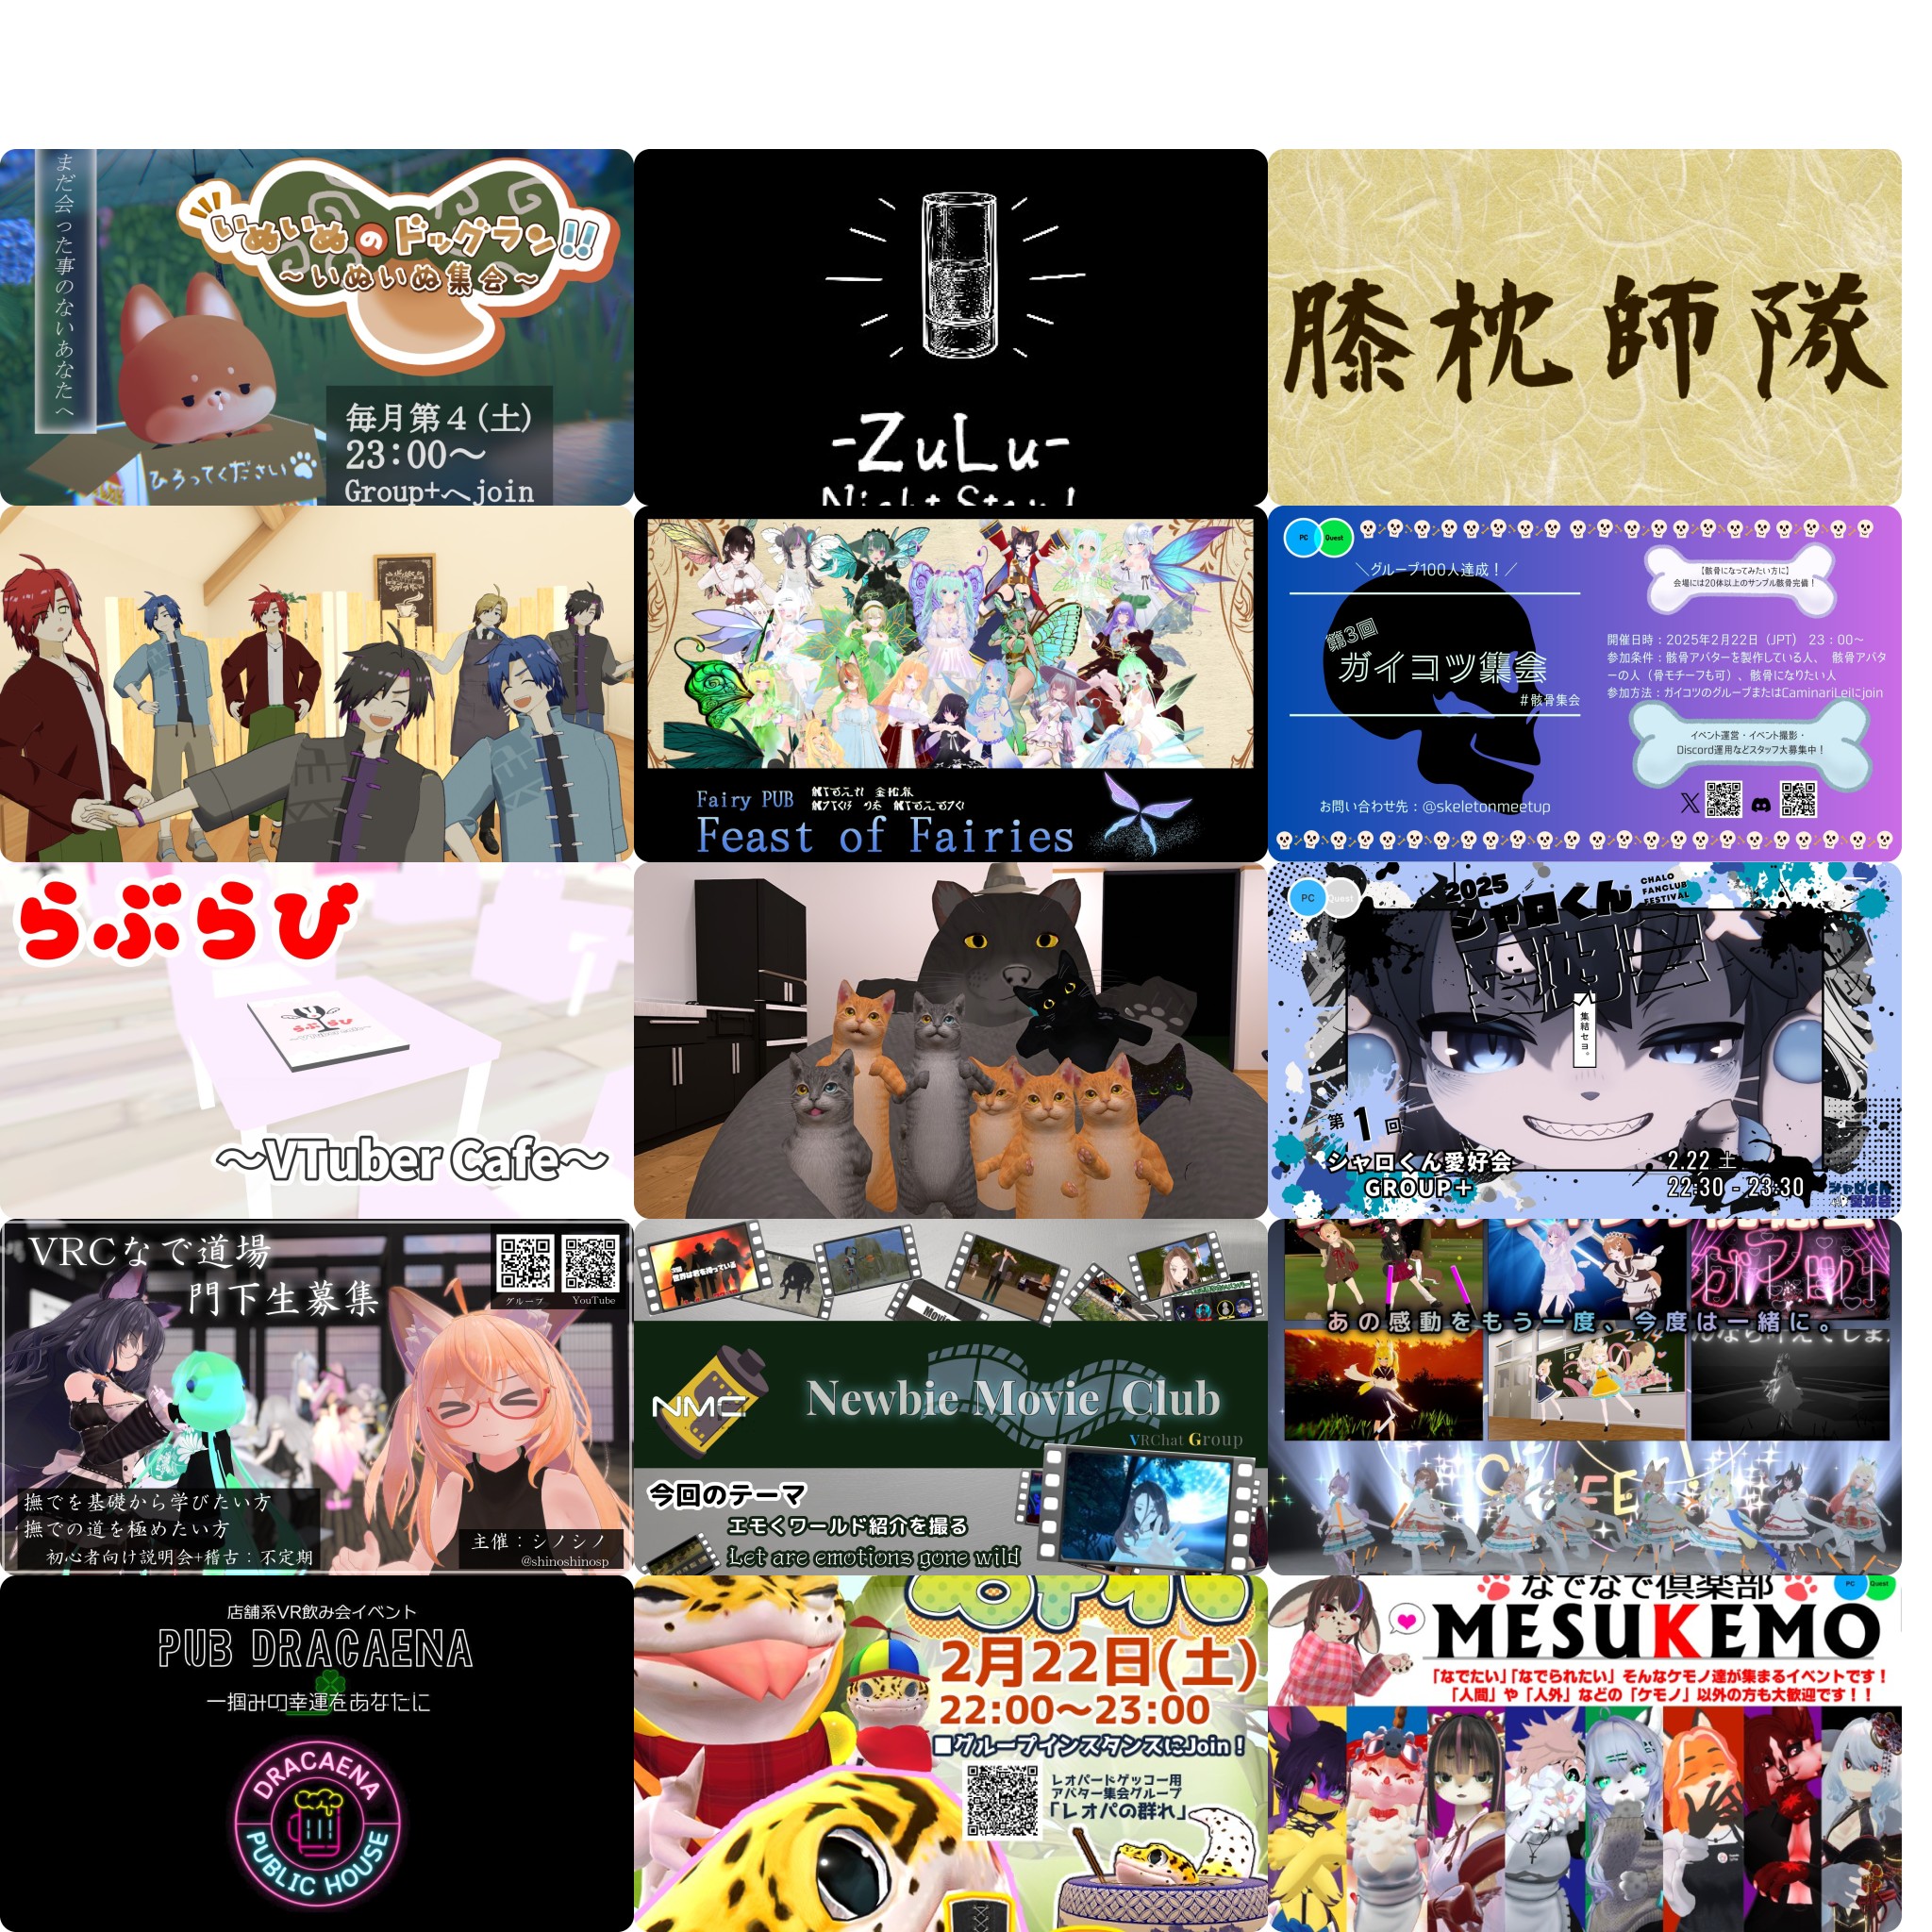 まだ会った事のないあなたへ
いぬいぬのドッグラン!!
～いぬいぬ集会～
ひろってください
毎月第4(土)
23:00～
Group+へjoin
-ZuLu-
膝枕師隊
Fairy PUB
Feast of Fairies
PC
Quest
＼グループ100人達成！／
第3回
ガイコツ集会
#骸骨集会
お問い合わせ先：@skeletonmeetup
【骸骨になってみたい方に】
会場には20体以上のサンプル骸骨完備！
開催日時：2025年2月22日（JPT） 23：00～
参加条件：骸骨アバターを製作している人、 骸骨アバタ
ーの人（骨モチーフも可）、骸骨になりたい人
参加方法：ガイコツのグループまたはCaminariLeiにjoin
イベント運営・イベント撮影・
Discord運用などスタッフ大募集中！
らぶらび
らぶらび
～VTuber Cafe～
PC
Quest
2025
シャロくん
愛好会
CHALO
FANCLUB
FESTIVAL
集結セヨ。
第1回
シャロくん愛好会
GROUP＋
2.22 土
22:30 - 23:30
VRCなで道場
門下生募集
グループ
YouTube
撫でを基礎から学びたい方
撫での道を極めたい方
初心者向け説明会+稽古：不定期
主催：シノシノ
@shinoshinosp
世界は君を待っている
NMC
Newbie Movie Club
VRChat Group
今回のテーマ
エモくワールド紹介を撮る
Let are emotions gone wild
あの感動をもう一度、今度は一緒に。
店舗系VR飲み会イベント
PUB DRACAENA
一掴みの幸運をあなたに
DRACAENA
PUBLIC HOUSE
2月22日(土)
22:00～23:00
■グループインスタンスにJoin！
レオパードゲッコー用
アバター集会グループ
「レオパの群れ」
なでなで倶楽部
PC
Quest
MESUKEMO
「なでたい」「なでられたい」そんなケモノ達が集まるイベントです！
「人間」や「人外」などの「ケモノ」以外の方も大歓迎です！！